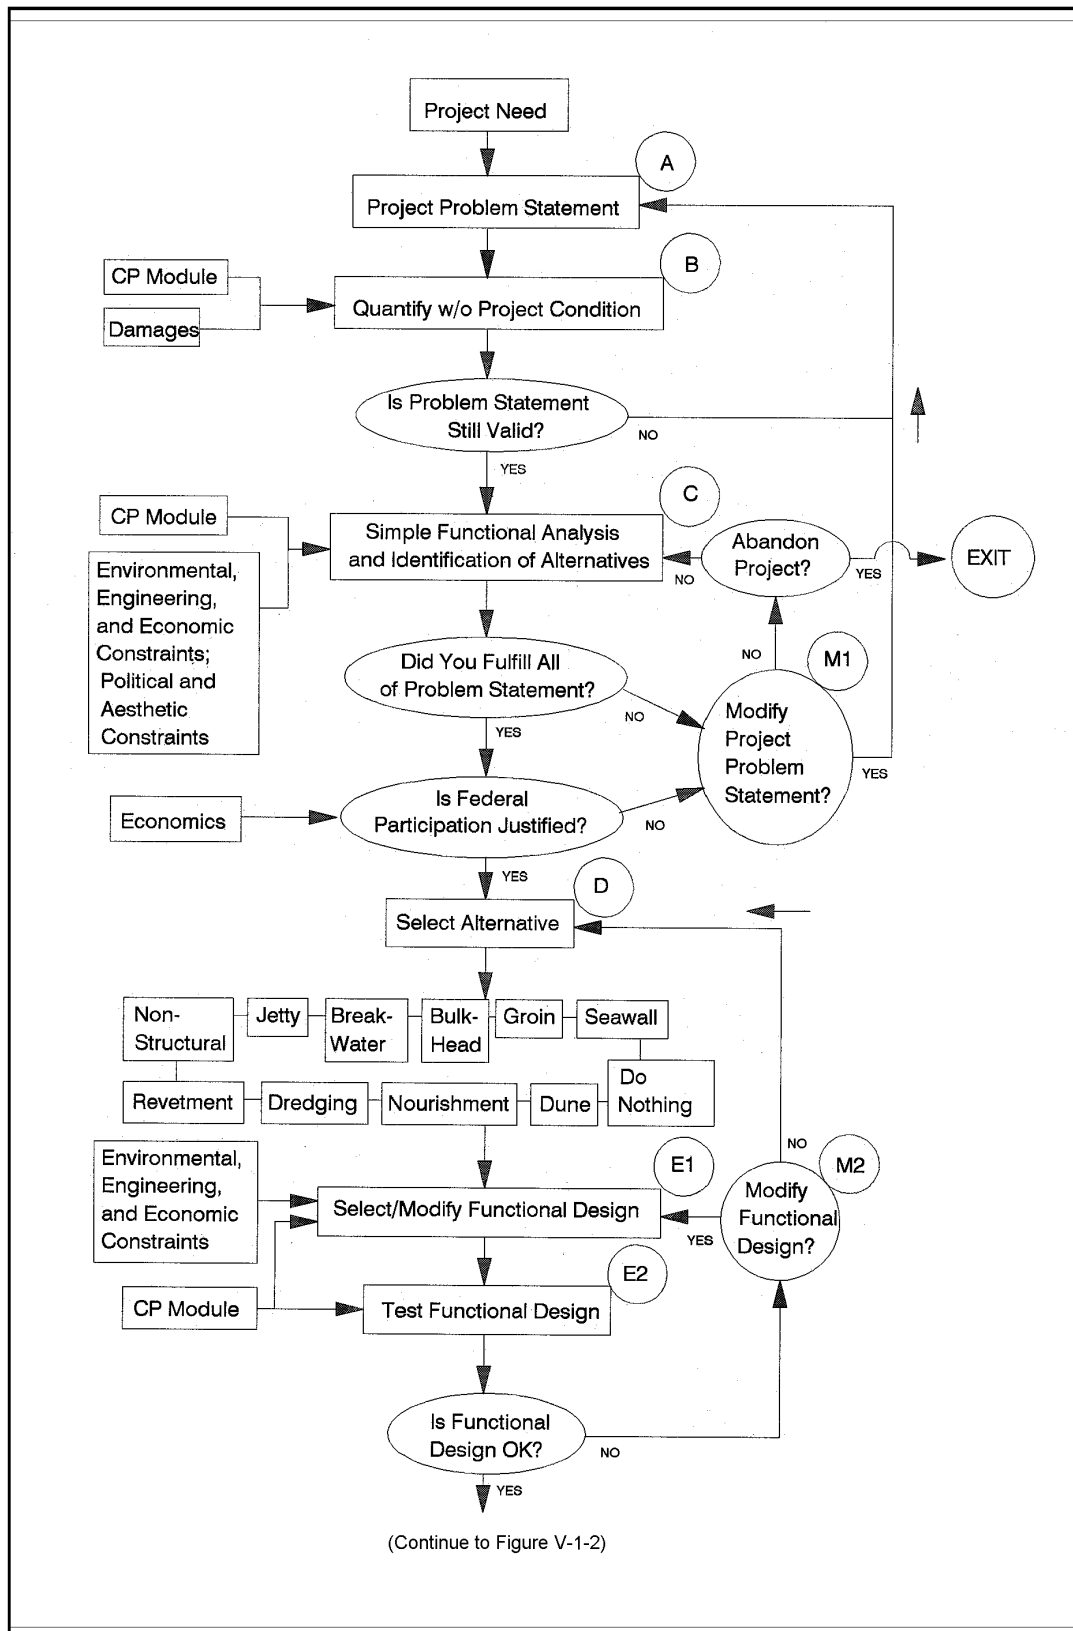 Project Need
A
Project Problem Statement
B
CP Module
Quantify w/o Project Condition
Damages
Is Problem Statement
Still Valid?
NO
YES
C
CP Module
Simple Functional Analysis
and Identification of Alternatives
Abandon
Project?
NO
YES
EXIT
Environmental,
Engineering,
and Economic
Constraints;
Political and
Aesthetic
Constraints
NO
M1
Did You Fulfill All
of Problem Statement?
NO
YES
Modify
Project
Problem
Statement?
YES
Economics
Is Federal
Participation Justified?
NO
YES
D
Select Alternative
Non-
Structural
Jetty
Break-
Water
Bulk-
Head
Groin
Seawall
Revetment
Dredging
Nourishment
Dune
Do
Nothing
NO
Environmental,
Engineering,
and Economic
Constraints
E1
M2
Select/Modify Functional Design
YES
Modify
Functional
Design?
E2
CP Module
Test Functional Design
Is Functional
Design OK?
NO
YES
(Continue to Figure V-1-2)